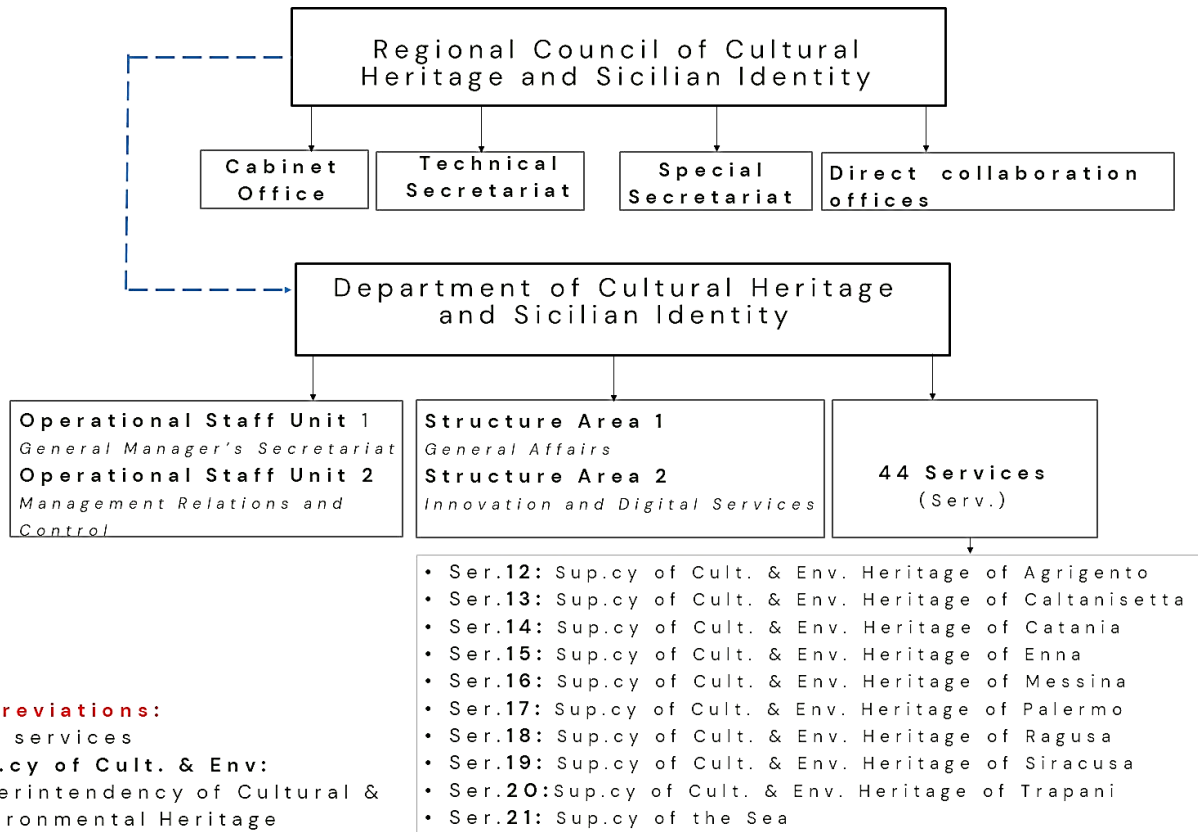 Regional Council of Cultural
Heritage and Sicilian Identity
Cabinet
Office
Technical
Secretariat
Special
Secretariat
Direct collaboration
offices
Department of Cultural Heritage
and Sicilian Identity
Operational Staff Unit 1
General Manager's Secretariat
Operational Staff Unit 2
Management Relations and
Control
Structure Area 1
General Affairs
Structure Area 2
Innovation and Digital Services
44 Services
(Serv.)
• Ser.12: Sup.cy of Cult. & Env. Heritage of Agrigento
• Ser.13: Sup.cy of Cult. & Env. Heritage of Caltanisetta
• Ser.14: Sup.cy of Cult. & Env. Heritage of Catania
• Ser.15: Sup.cy of Cult. & Env. Heritage of Enna
• Ser.16: Sup.cy of Cult. & Env. Heritage of Messina
• Ser.17: Sup.cy of Cult. & Env. Heritage of Palermo
• Ser.18: Sup.cy of Cult. & Env. Heritage of Ragusa
• Ser.19: Sup.cy of Cult. & Env. Heritage of Siracusa
• Ser.20:Sup.cy of Cult. & Env. Heritage of Trapani
• Ser.21: Sup.cy of the Sea
reviations:
services
.cy of Cult. & Env:
erintendency of Cultural &
ronmental Heritage